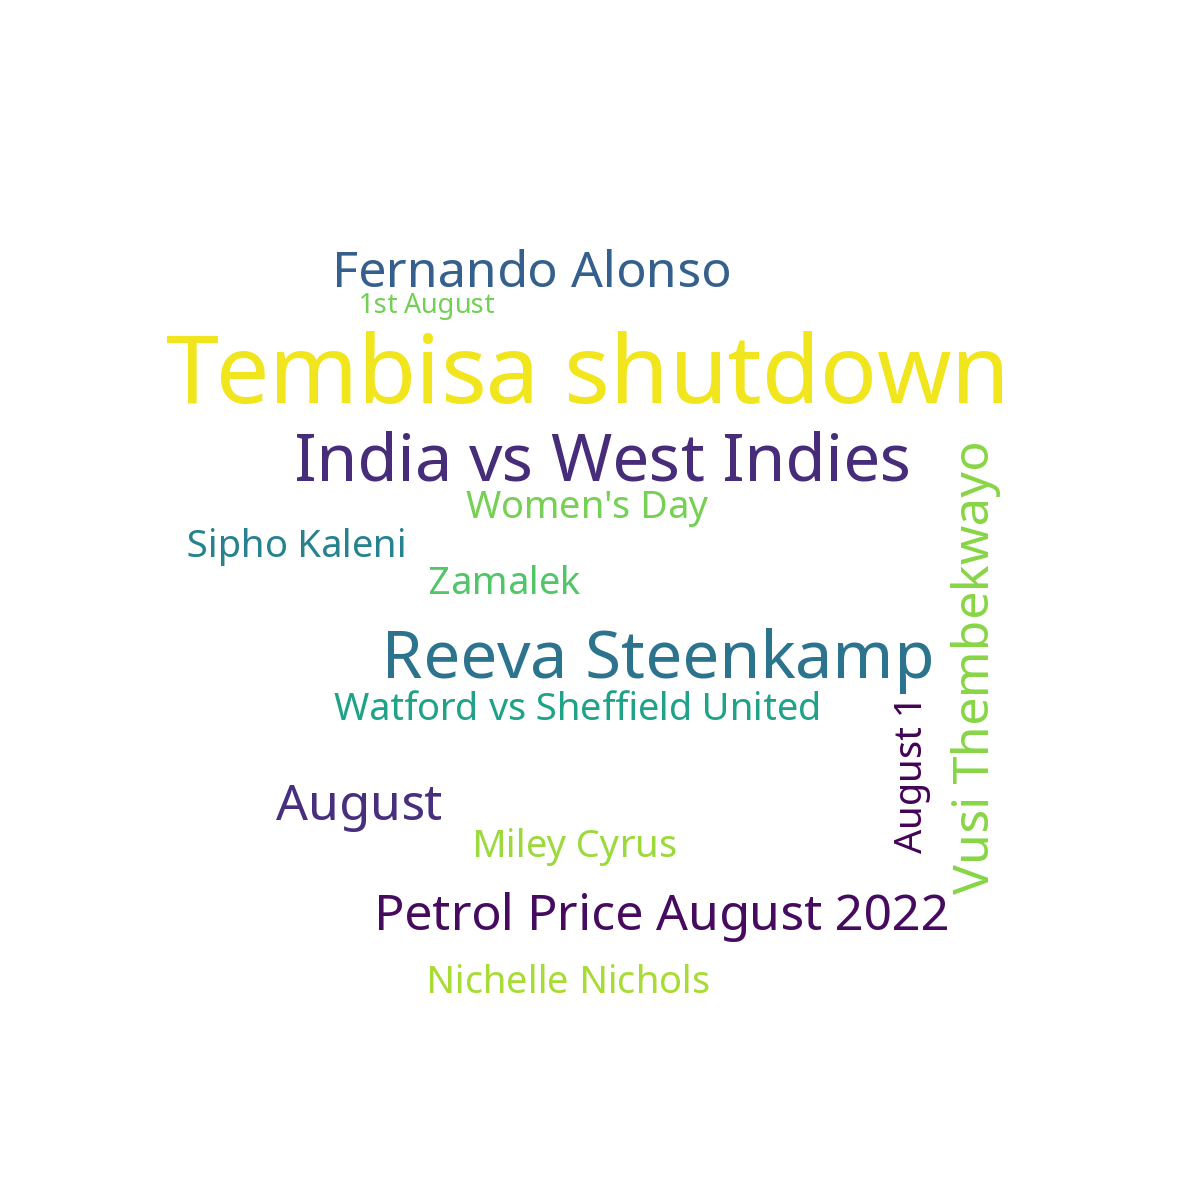 Fernando Alonso
1st August
Tembisa shutdown
India vs West Indies
Women's Day
Sipho Kaleni
Zamalek
Reeva Steenkamp
Watford vs Sheffield United
August 1
Vusi Thembekwayo
August
Miley Cyrus
Petrol Price August 2022
Nichelle Nichols